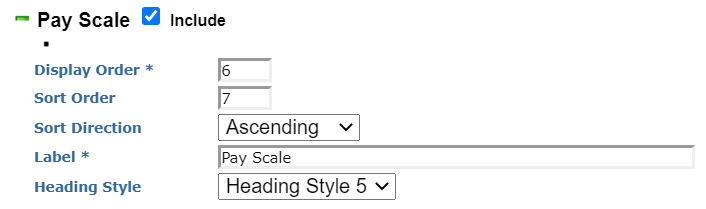 Pay Scale Include
Display Order * 6
Sort Order 7
Sort Direction Ascending
Label * Pay Scale
Heading Style Heading Style 5